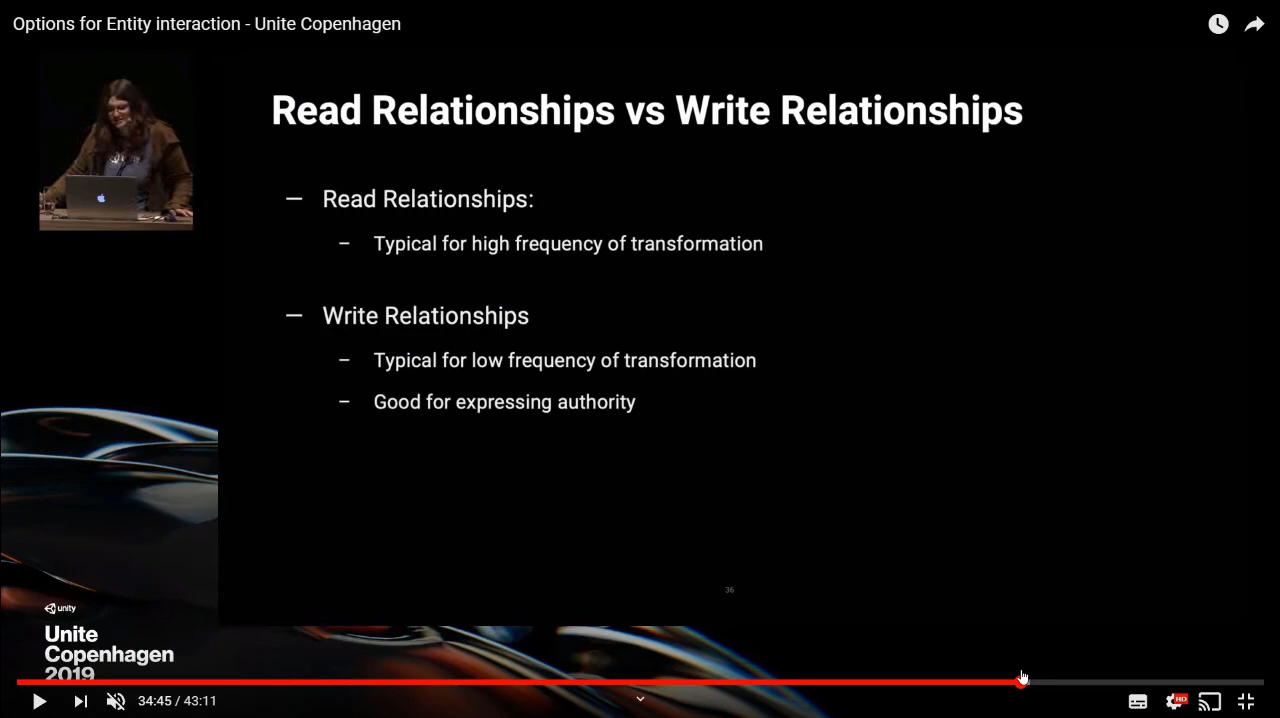 Options for Entity interaction - Unite Copenhagen
Read Relationships vs Write Relationships
— Read Relationships:
– Typical for high frequency of transformation
— Write Relationships
– Typical for low frequency of transformation
– Good for expressing authority
36
unity
Unite
Copenhagen
2019
34:45 / 43:11
HD